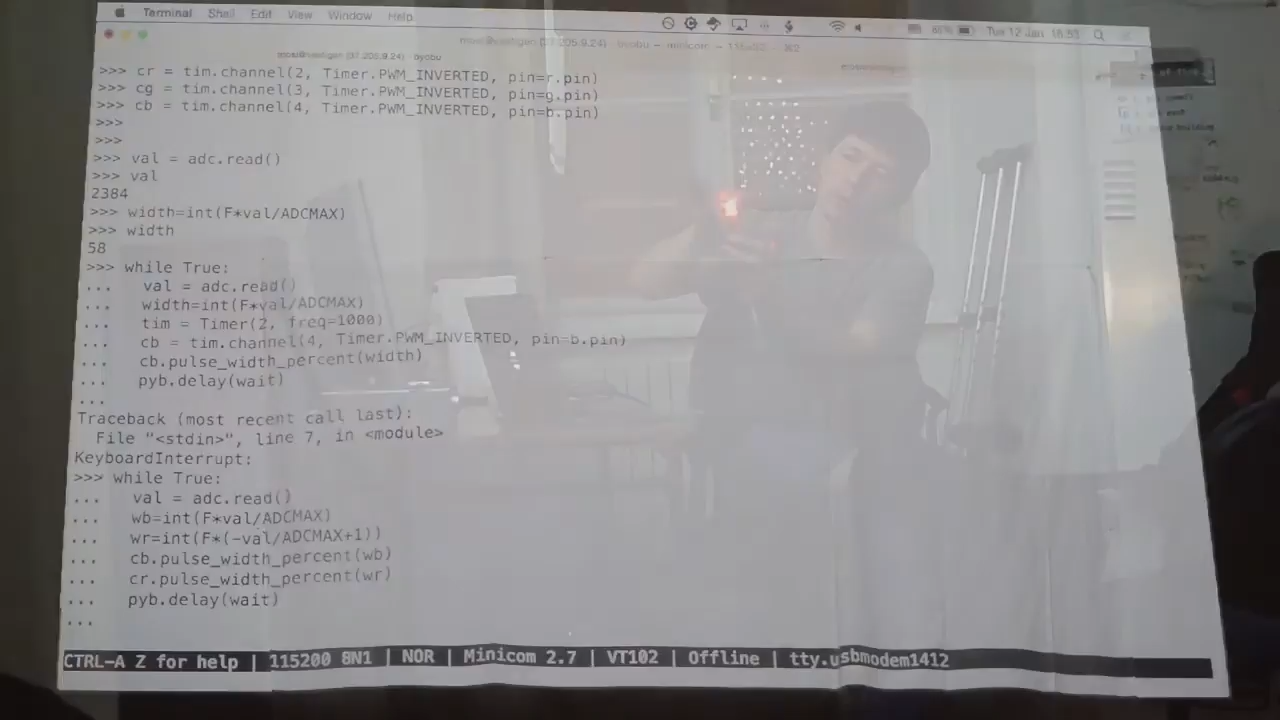 Terminal Shell Edit View Window Help
88% Tue 12 Jan 16:53
>>> cr = tim.channel(2, Timer.PWM_INVERTED, pin=r.pin)
>>> cg = tim.channel(3, Timer.PWM_INVERTED, pin=g.pin)
>>> cb = tim.channel(4, Timer.PWM_INVERTED, pin=b.pin)
>>>
>>>
>>> val = adc.read()
>>> val
2384
>>> width=int(F*val/ADCMAX)
>>> width
58
>>> while True:
... val = adc.read()
... width=int(F*val/ADCMAX)
... tim = Timer(2, freq=1000)
... cb = tim.channel(4, Timer.PWM_INVERTED, pin=b.pin)
... cb.pulse_width_percent(width)
... pyb.delay(wait)
...
Traceback (most recent call last):
File "<stdin>", line 7, in <module>
KeyboardInterrupt:
>>> while True:
... val = adc.read()
... wb=int(F*val/ADCMAX)
... wr=int(F*(-val/ADCMAX+1))
... cb.pulse_width_percent(wb)
... cr.pulse_width_percent(wr)
... pyb.delay(wait)
...
CTRL-A Z for help | 115200 8N1 | NOR | Minicom 2.7 | VT102 | Offline | tty.usbmodem1412